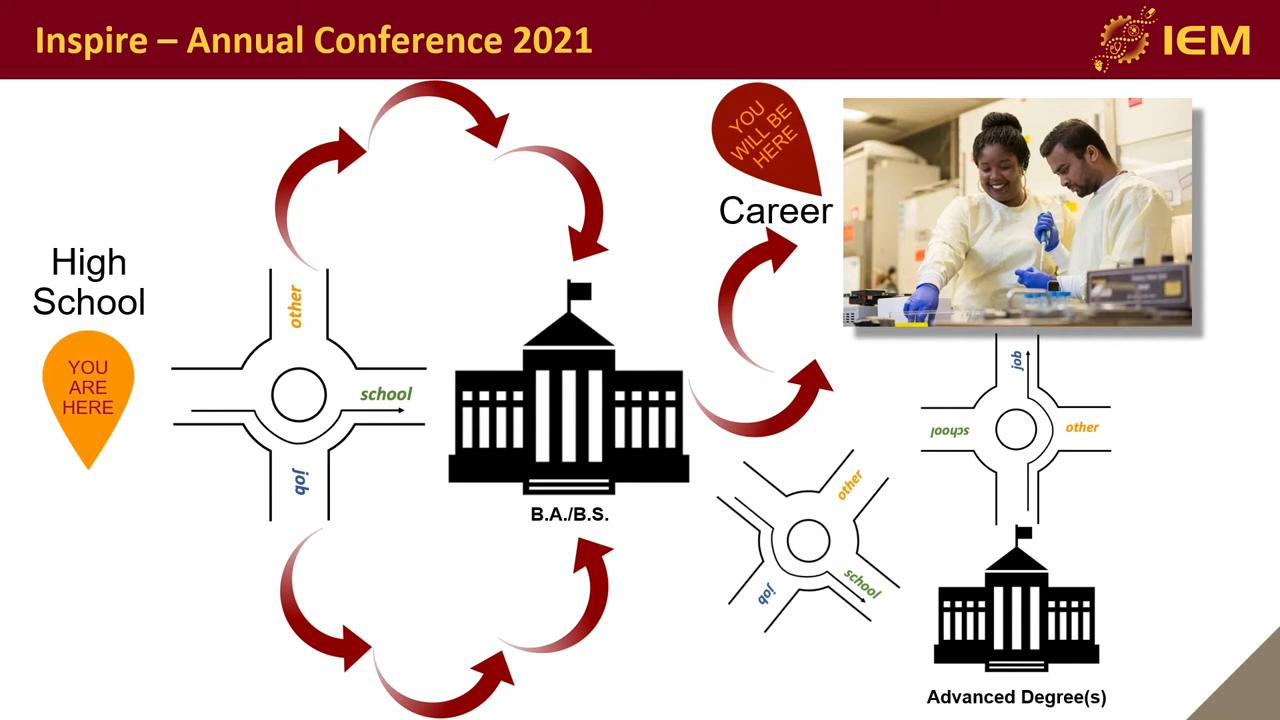 Inspire – Annual Conference 2021
IEM
High
School
YOU
ARE
HERE
other
school
job
B.A./B.S.
YOU
WILL BE
HERE
Career
job
school
other
other
school
job
Advanced Degree(s)